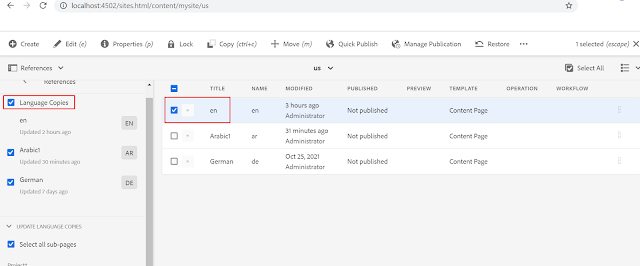 localhost:4502/sites.html/content/mysite/us
Create Edit (e) Properties (p) Lock Copy (ctrl+c) Move (m) Quick Publish Manage Publication Restore ... 1 selected (escape)
References us Select All
References
Language Copies
en EN
Updated 2 hours ago
Arabic1 AR
Updated 30 minutes ago
German DE
Updated 7 days ago
UPDATE LANGUAGE COPIES
Select all sub-pages
Project*
TITLE NAME MODIFIED PUBLISHED PREVIEW TEMPLATE OPERATION WORKFLOW
en en 3 hours ago Not published Content Page
Administrator
Arabic1 ar 31 minutes ago Not published Content Page
Administrator
German de Oct 25, 2021 Not published Content Page
Administrator